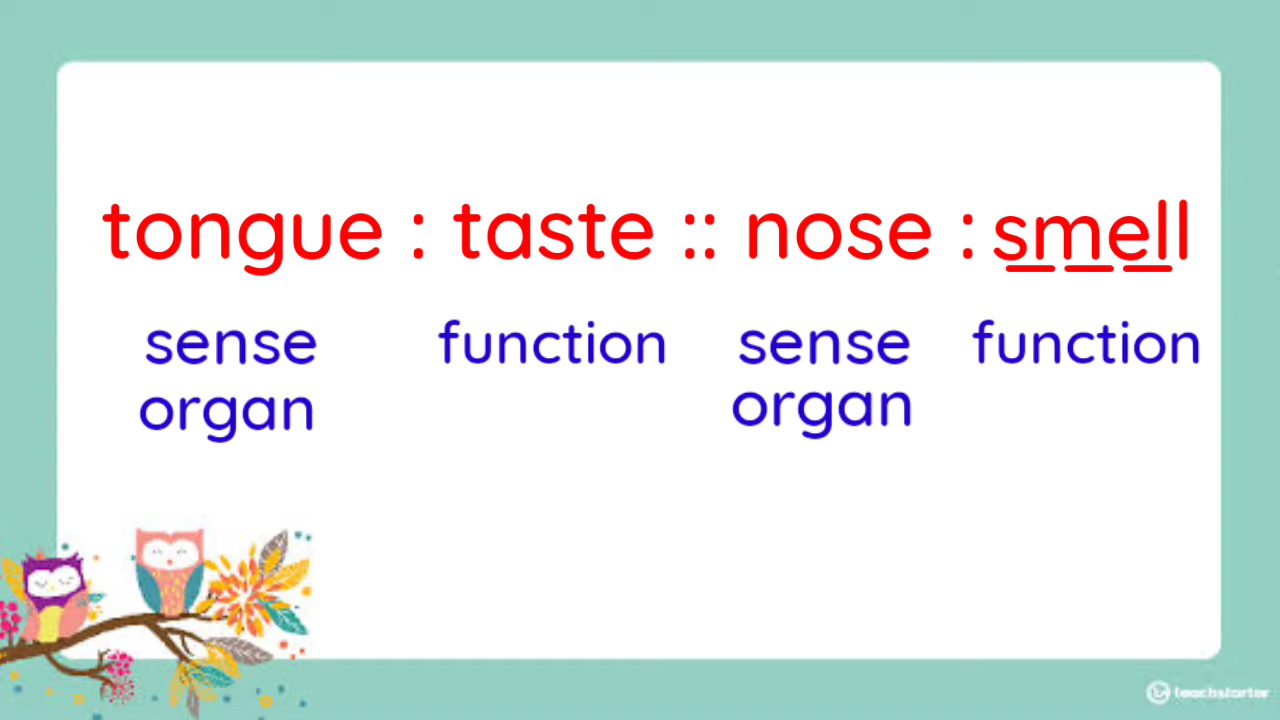 tongue : taste :: nose : smell
sense function sense function
organ organ
teachstarter